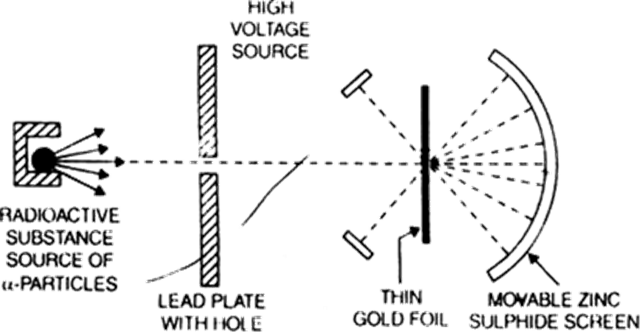 HIGH
VOLTAGE
SOURCE
RADIOACTIVE
SUBSTANCE
SOURCE OF
α-PARTICLES
LEAD PLATE
WITH HOLE
THIN
GOLD FOIL
MOVABLE ZINC
SULPHIDE SCREEN